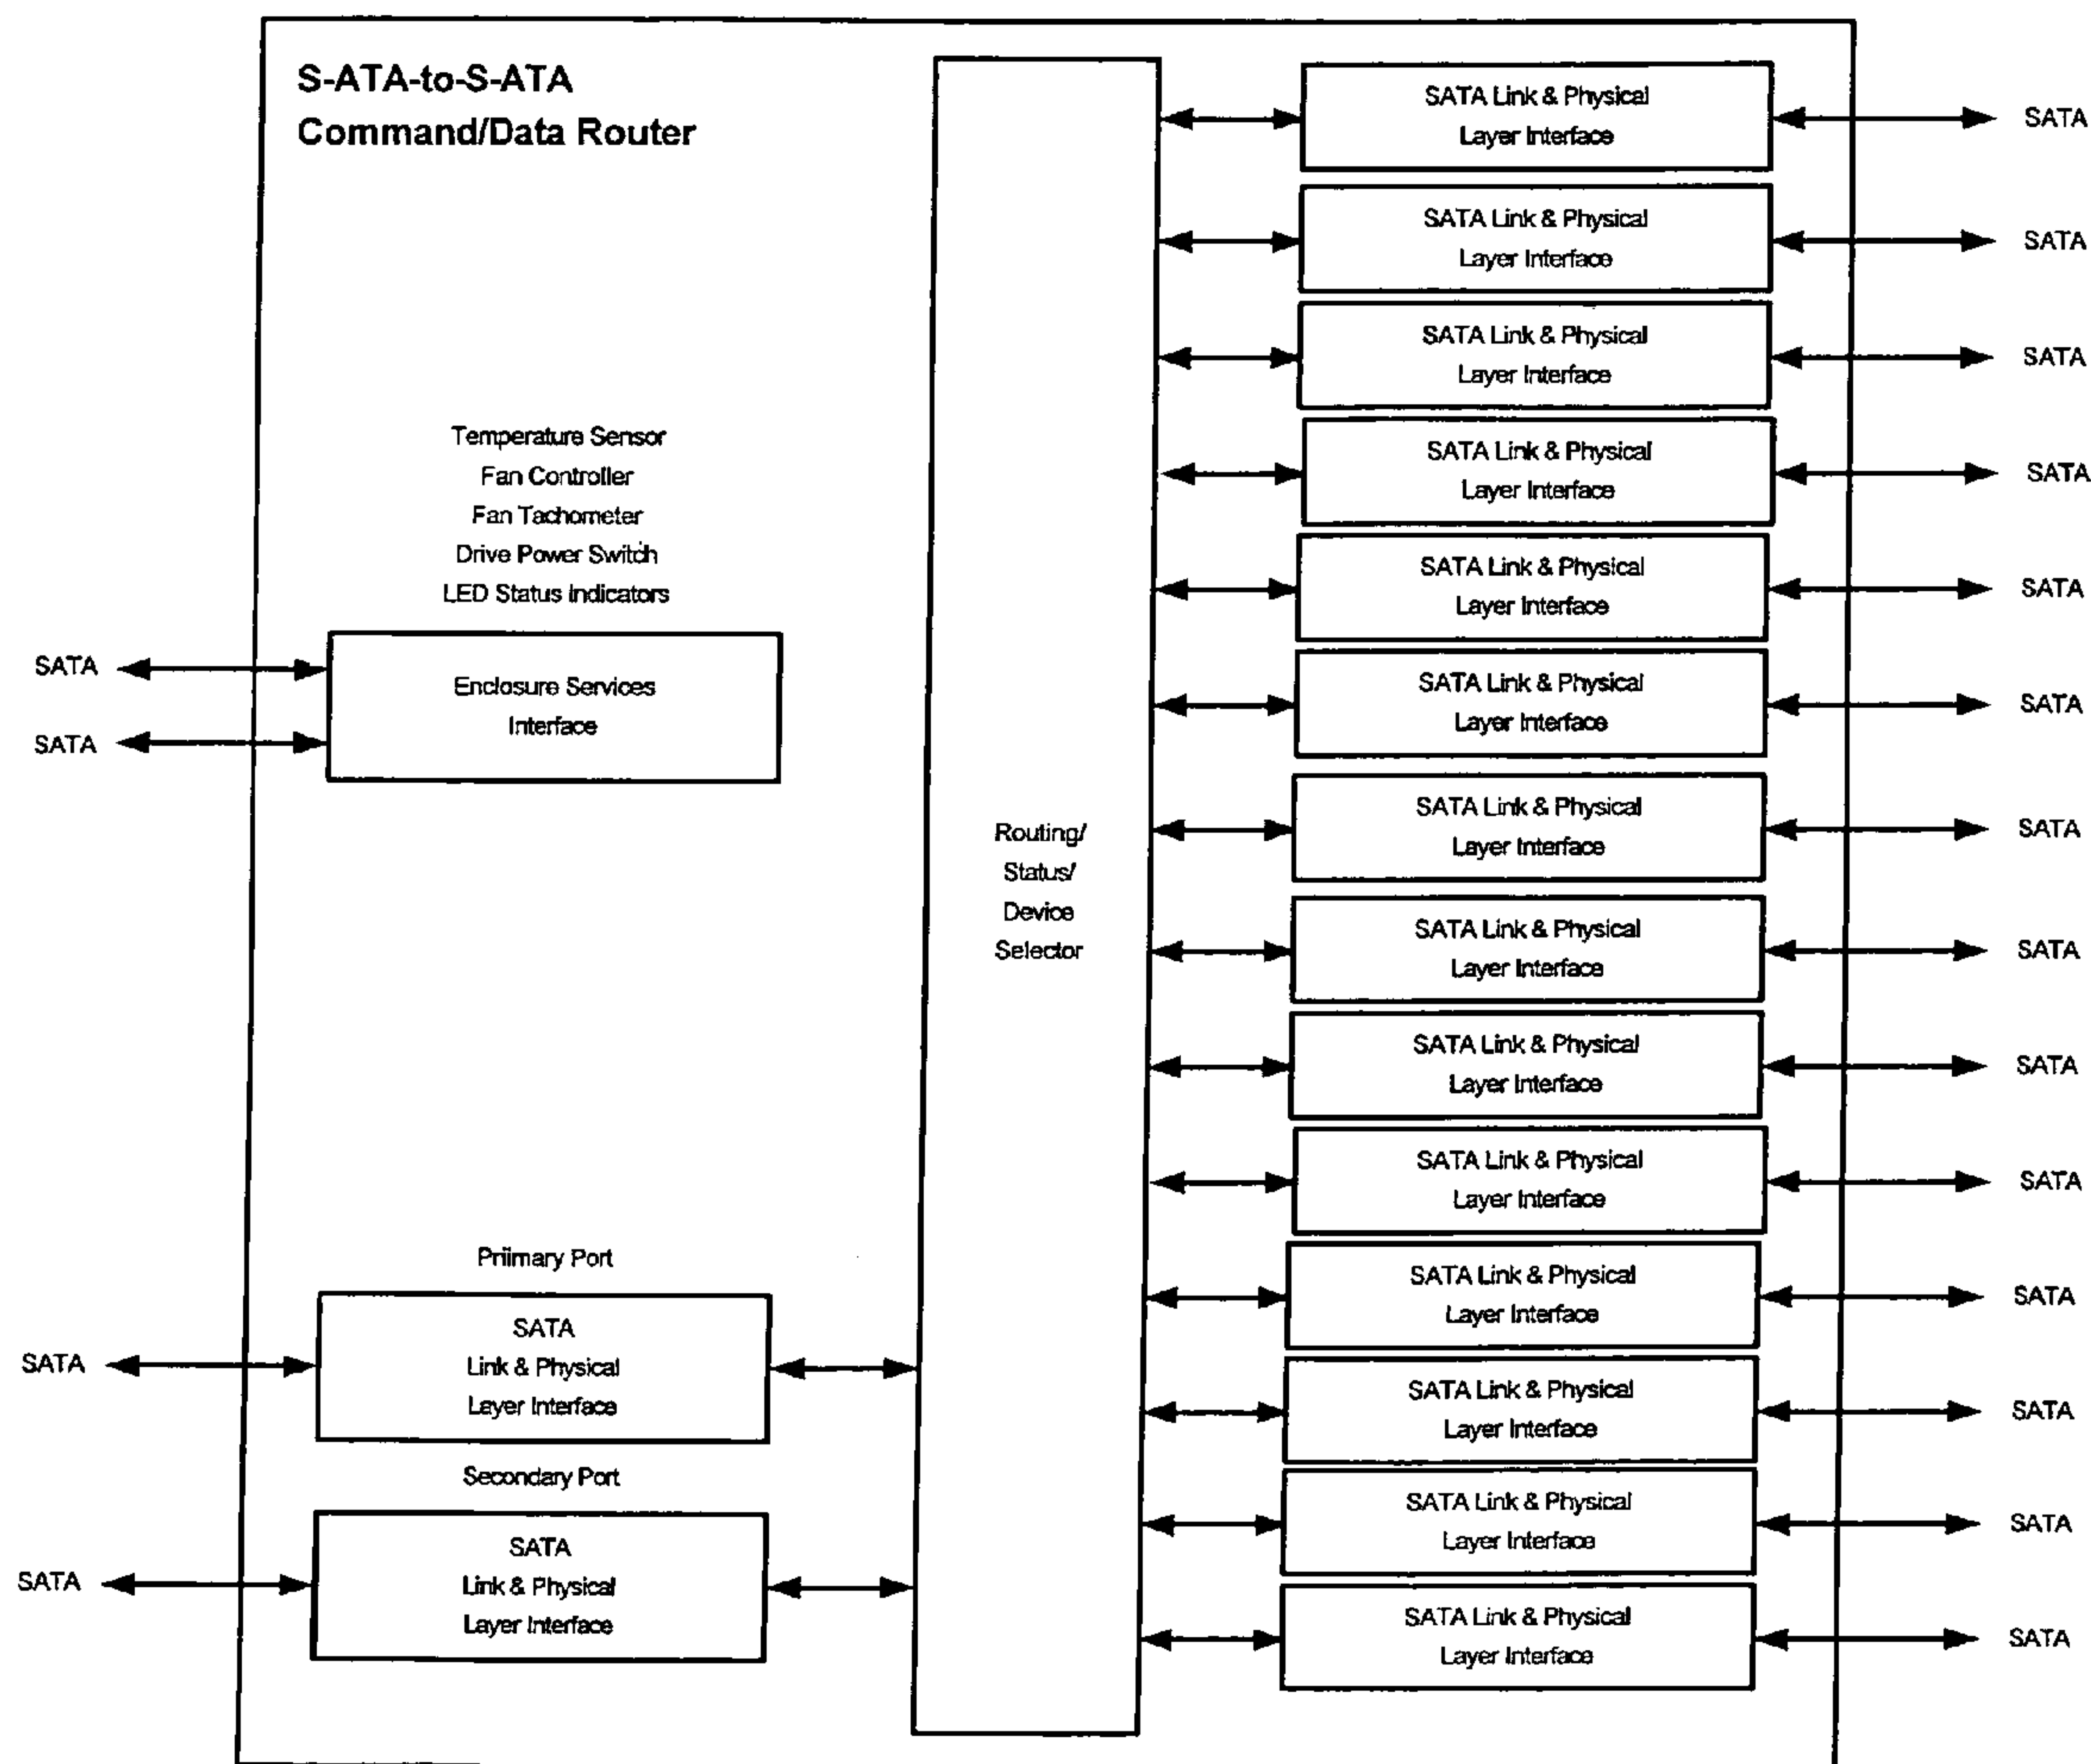 S-ATA-to-S-ATA
Command/Data Router
Temperature Sensor
Fan Controller
Fan Tachometer
Drive Power Switch
LED Status Indicators
SATA
SATA
Enclosure Services
Interface
Priimary Port
SATA
SATA
Link & Physical
Layer Interface
Secondary Port
SATA
SATA
Link & Physical
Layer Interface
Routing/
Status/
Device
Selector
SATA Link & Physical
Layer Interface
SATA
SATA Link & Physical
Layer Interface
SATA
SATA Link & Physical
Layer Interface
SATA
SATA Link & Physical
Layer Interface
SATA
SATA Link & Physical
Layer Interface
SATA
SATA Link & Physical
Layer Interface
SATA
SATA Link & Physical
Layer Interface
SATA
SATA Link & Physical
Layer Interface
SATA
SATA Link & Physical
Layer Interface
SATA
SATA Link & Physical
Layer Interface
SATA
SATA Link & Physical
Layer Interface
SATA
SATA Link & Physical
Layer Interface
SATA
SATA Link & Physical
Layer Interface
SATA
SATA Link & Physical
Layer Interface
SATA